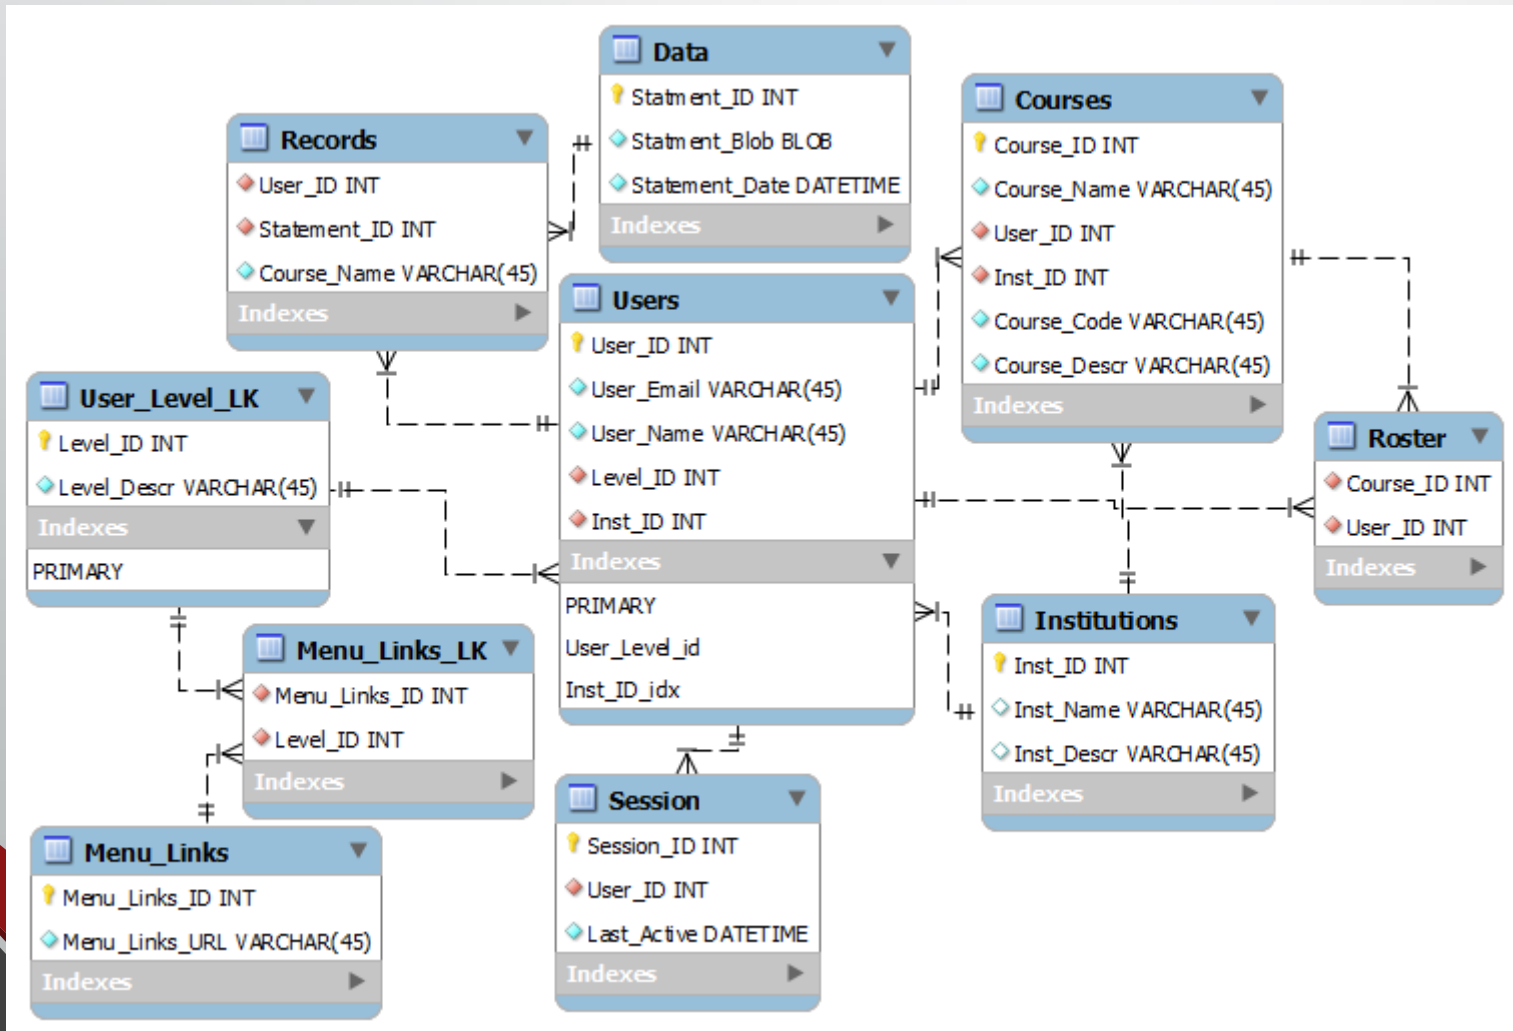 Data
Statment_ID INT
Statment_Blob BLOB
Statement_Date DATETIME
Indexes
Courses
Course_ID INT
Course_Name VARCHAR(45)
User_ID INT
Inst_ID INT
Course_Code VARCHAR(45)
Course_Descr VARCHAR(45)
Indexes
Records
User_ID INT
Statement_ID INT
Course_Name VARCHAR(45)
Indexes
Users
User_ID INT
User_Email VARCHAR(45)
User_Name VARCHAR(45)
Level_ID INT
Inst_ID INT
Indexes
PRIMARY
User_Level_id
Inst_ID_idx
User_Level_LK
Level_ID INT
Level_Descr VARCHAR(45)
Indexes
PRIMARY
Roster
Course_ID INT
User_ID INT
Indexes
Menu_Links_LK
Menu_Links_ID INT
Level_ID INT
Indexes
Institutions
Inst_ID INT
Inst_Name VARCHAR(45)
Inst_Descr VARCHAR(45)
Indexes
Session
Session_ID INT
User_ID INT
Last_Active DATETIME
Indexes
Menu_Links
Menu_Links_ID INT
Menu_Links_URL VARCHAR(45)
Indexes